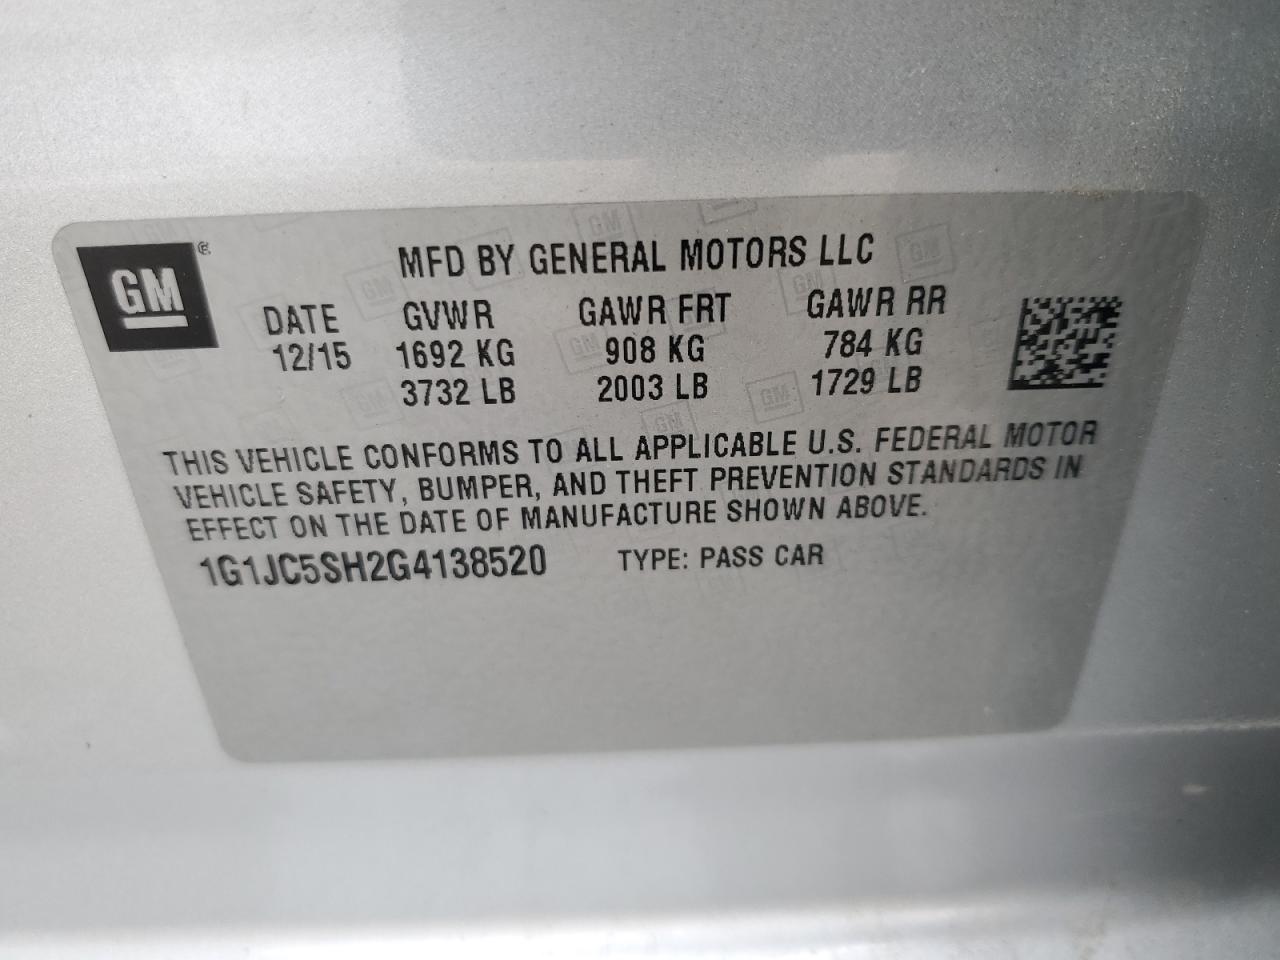 GM ®
MFD BY GENERAL MOTORS LLC
DATE GVWR GAWR FRT GAWR RR
12/15 1692 KG 908 KG 784 KG
3732 LB 2003 LB 1729 LB
THIS VEHICLE CONFORMS TO ALL APPLICABLE U.S. FEDERAL MOTOR
VEHICLE SAFETY, BUMPER, AND THEFT PREVENTION STANDARDS IN
EFFECT ON THE DATE OF MANUFACTURE SHOWN ABOVE.
1G1JC5SH2G4138520 TYPE: PASS CAR